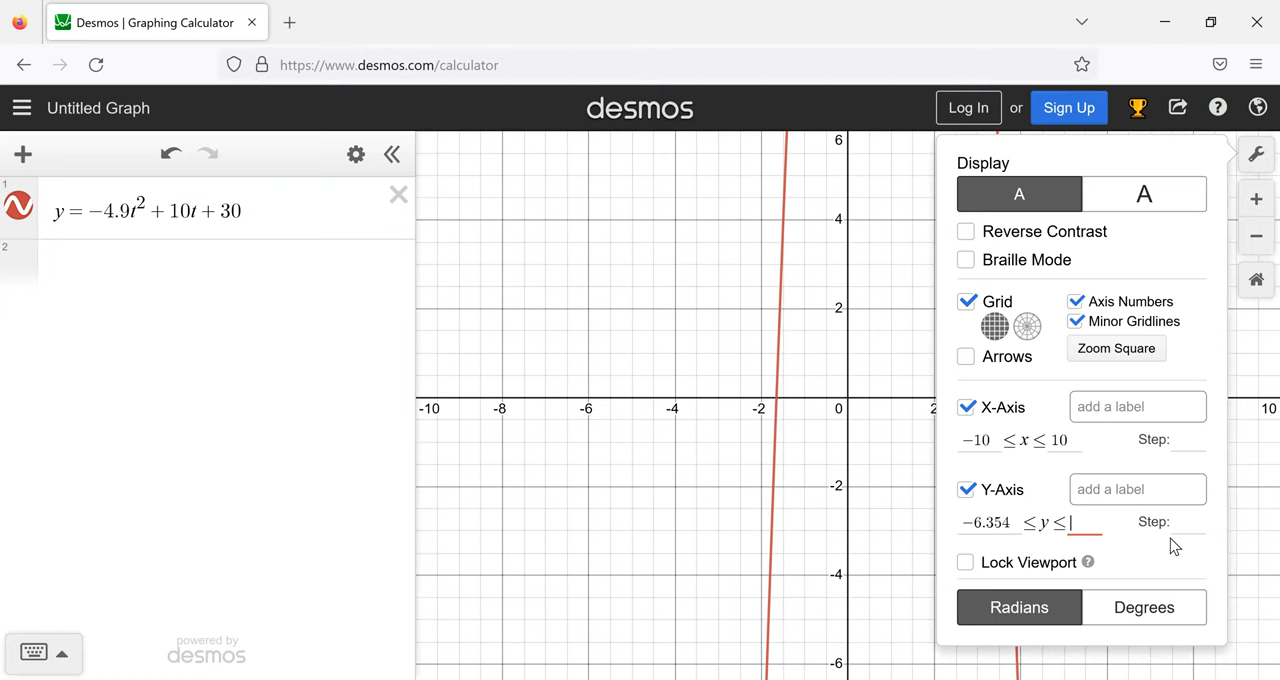 Desmos | Graphing Calculator
https://www.desmos.com/calculator
Untitled Graph
desmos
Log In or Sign Up
1
y = −4.9t² + 10t + 30
2
powered by
desmos
6
4
2
-10 -8 -6 -4 -2 0 2 10
-2
-4
-6
Display
A A
Reverse Contrast
Braille Mode
Grid
Axis Numbers
Minor Gridlines
Arrows
Zoom Square
X-Axis add a label
−10 ≤ x ≤ 10 Step:
Y-Axis add a label
−6.354 ≤ y ≤ Step:
Lock Viewport ?
Radians Degrees